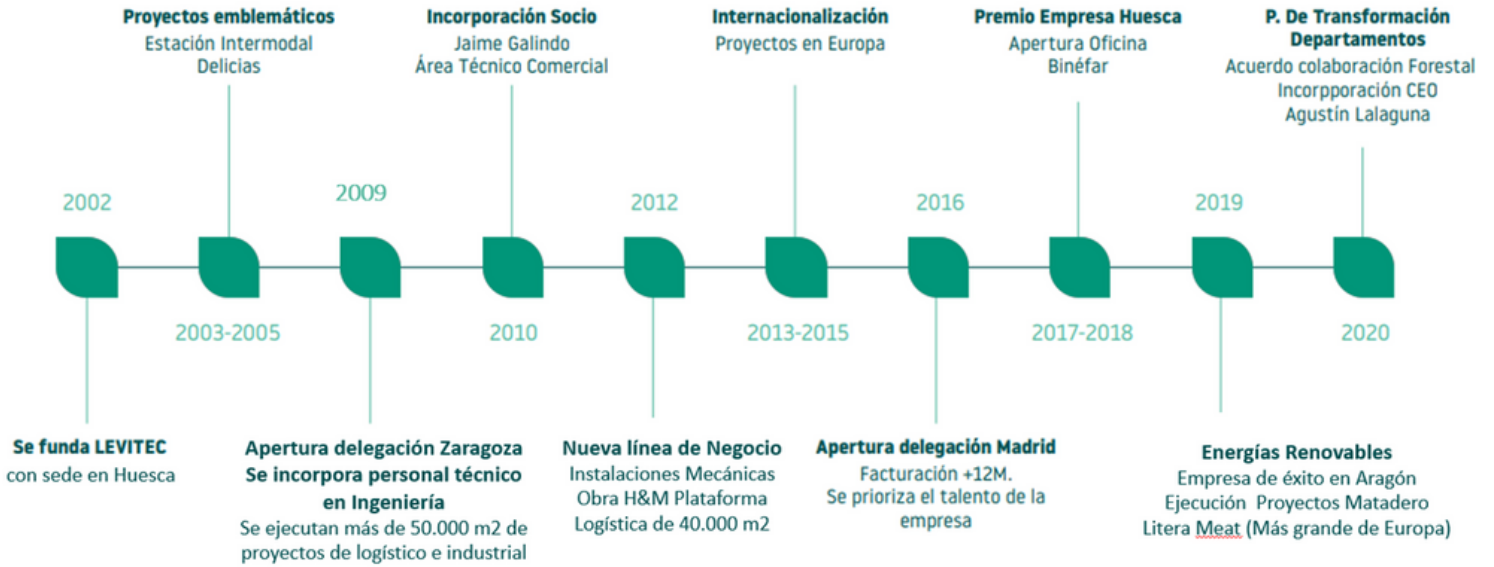 Proyectos emblemáticos
Estación Intermodal
Delicias
Incorporación Socio
Jaime Galindo
Área Técnico Comercial
Internacionalización
Proyectos en Europa
Premio Empresa Huesca
Apertura Oficina
Binéfar
P. De Transformación
Departamentos
Acuerdo colaboración Forestal
Incorpporación CEO
Agustín Lalaguna
2002
2009
2012
2016
2019
2003-2005
2010
2013-2015
2017-2018
2020
Se funda LEVITEC
con sede en Huesca
Apertura delegación Zaragoza
Se incorpora personal técnico
en Ingeniería
Se ejecutan más de 50.000 m2 de
proyectos de logístico e industrial
Nueva línea de Negocio
Instalaciones Mecánicas
Obra H&M Plataforma
Logística de 40.000 m2
Apertura delegación Madrid
Facturación +12M.
Se prioriza el talento de la
empresa
Energías Renovables
Empresa de éxito en Aragón
Ejecución Proyectos Matadero
Litera Meat (Más grande de Europa)